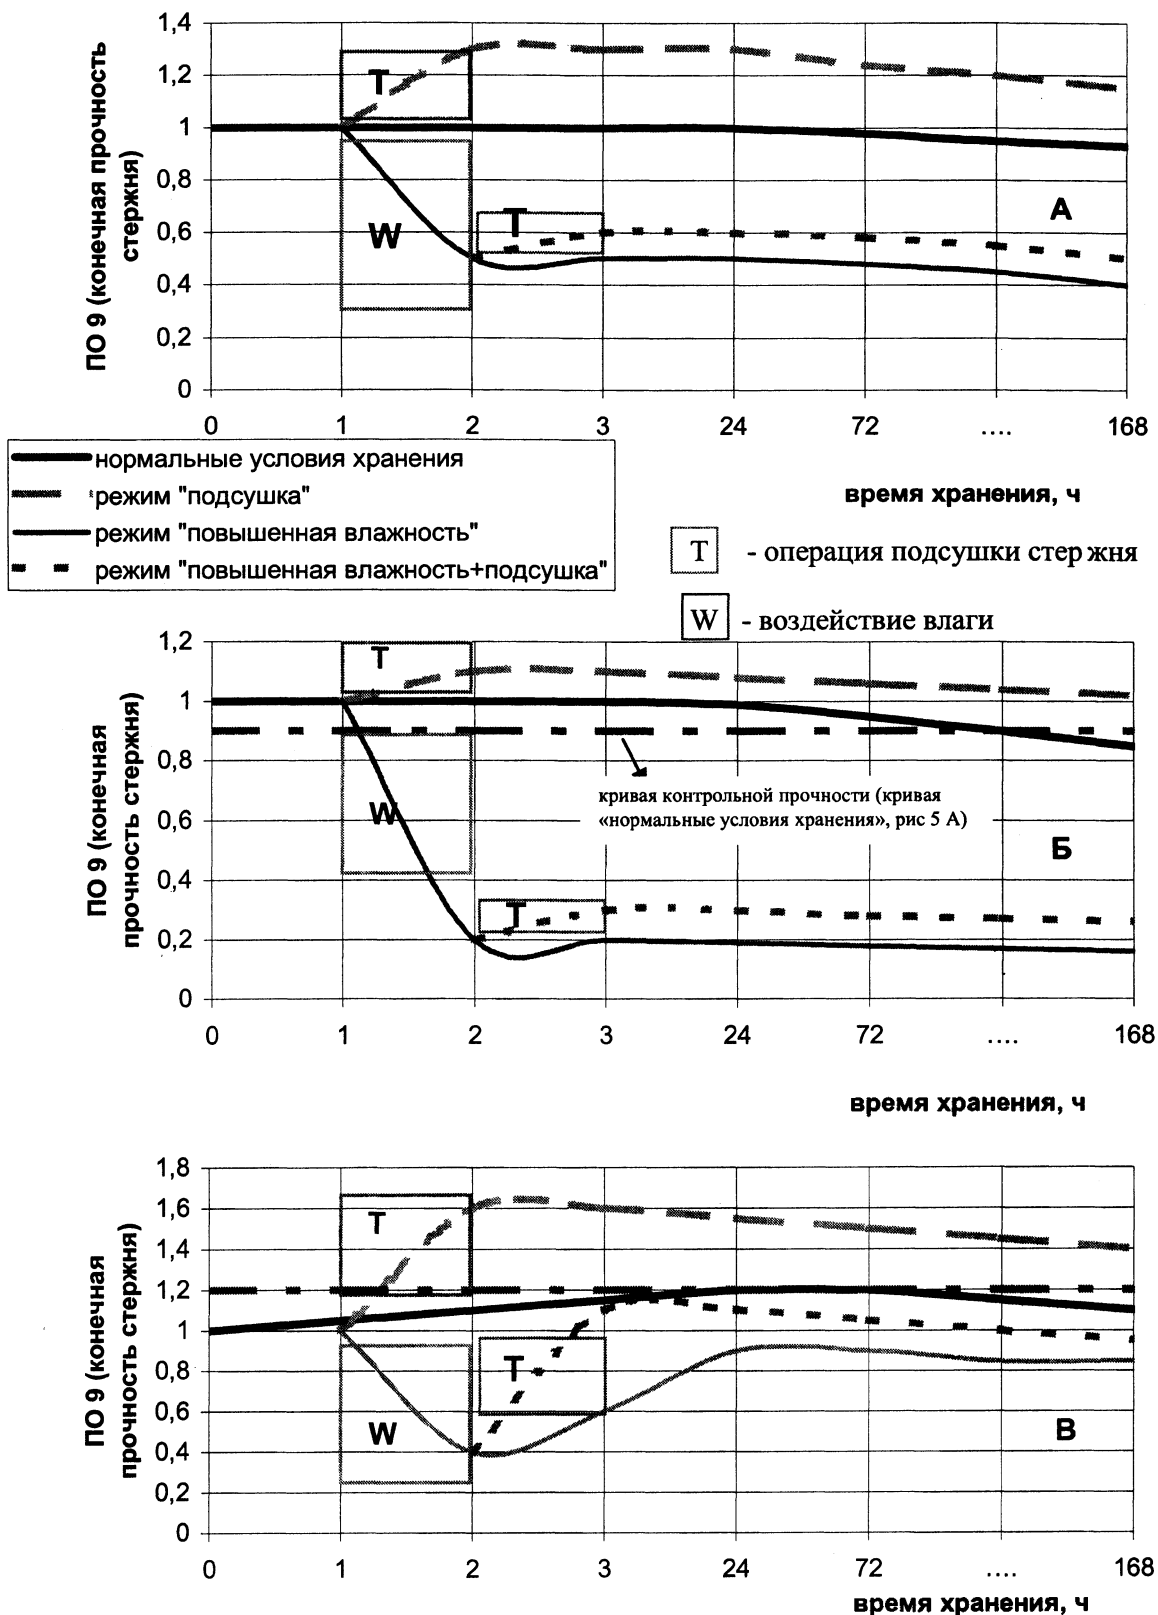 ПО 9 (конечная прочность
стержня)
1,4
1,2
1
0,8
0,6
0,4
0,2
0
T
W
T
А
0 1 2 3 24 72 .... 168
время хранения, ч
нормальные условия хранения
режим "подсушка"
режим "повышенная влажность"
режим "повышенная влажность+подсушка"
T - операция подсушки стержня
W - воздействие влаги
ПО 9 (конечная
прочность стержня)
1,2
1
0,8
0,6
0,4
0,2
0
T
W
T
кривая контрольной прочности (кривая
«нормальные условия хранения», рис 5 А)
Б
0 1 2 3 24 72 .... 168
время хранения, ч
ПО 9 (конечная
прочность стержня)
1,8
1,6
1,4
1,2
1
0,8
0,6
0,4
0,2
0
T
W
T
В
0 1 2 3 24 72 .... 168
время хранения, ч